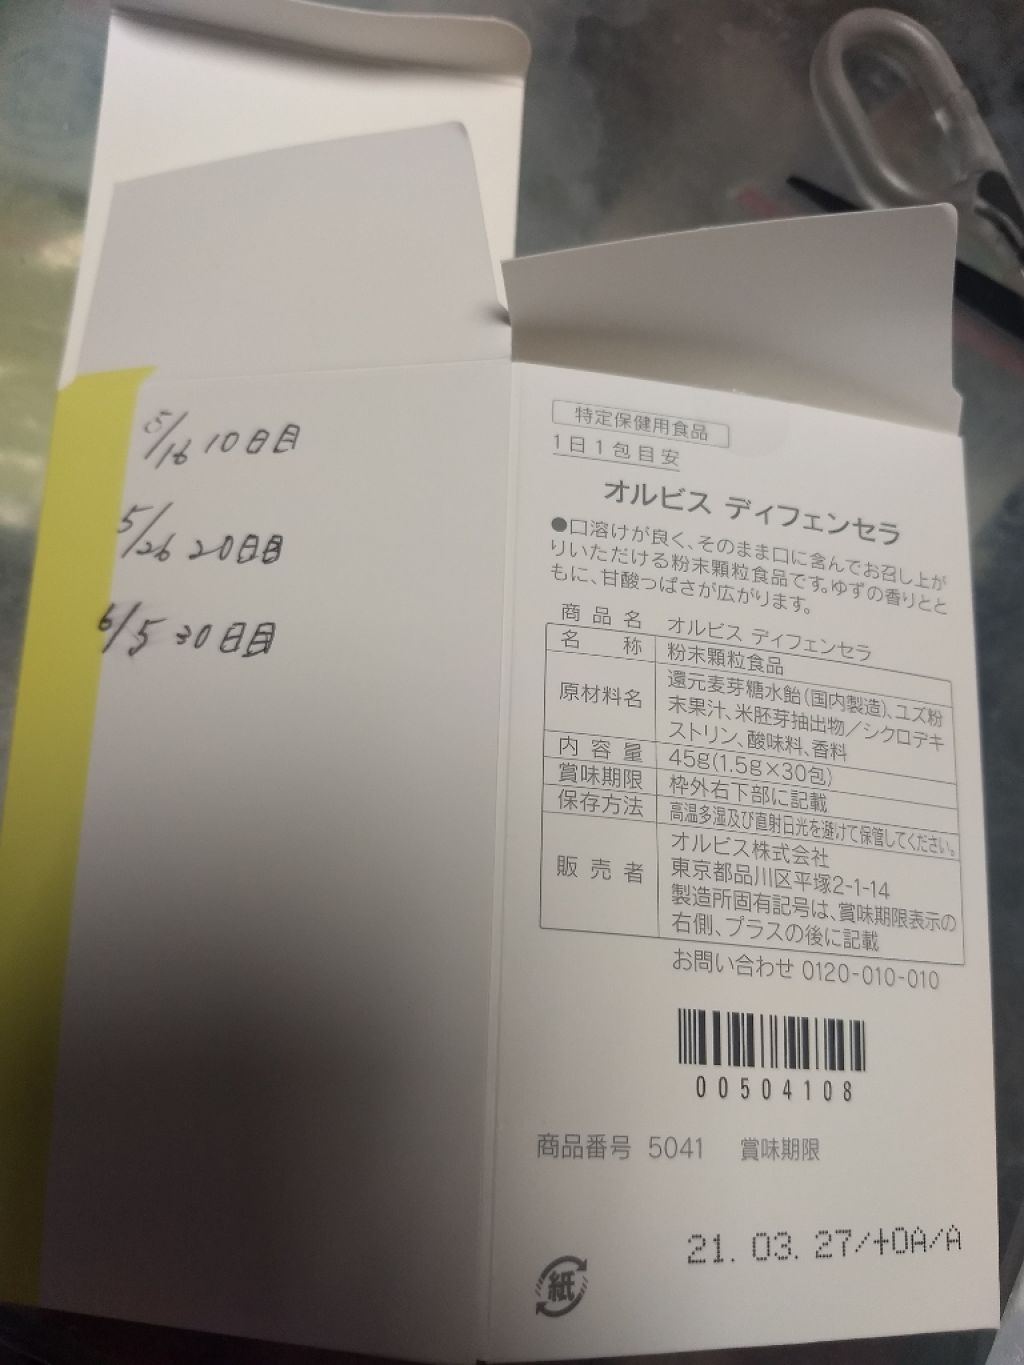 5/16 10日目
5/26 20日目
6/5 30日目
特定保健用食品
1日1包目安
オルビス ディフェンセラ
●口溶けが良く、そのまま口に含んでお召し上が
りいただける粉末顆粒食品です。ゆずの香りとと
もに、甘酸っぱさが広がります。
商品名 オルビス ディフェンセラ
名称 粉末顆粒食品
原材料名 還元麦芽糖水飴(国内製造)、ユズ粉
末果汁、米胚芽抽出物/シクロデキ
ストリン、酸味料、香料
内容量 45g(1.5g×30包)
賞味期限 枠外右下部に記載
保存方法 高温多湿及び直射日光を避けて保管してください。
販売者 オルビス株式会社
東京都品川区平塚2-1-14
製造所固有記号は、賞味期限表示の
右側、プラスの後に記載
お問い合わせ 0120-010-010
00504108
商品番号 5041 賞味期限
21.03.27/+OA/A
紙